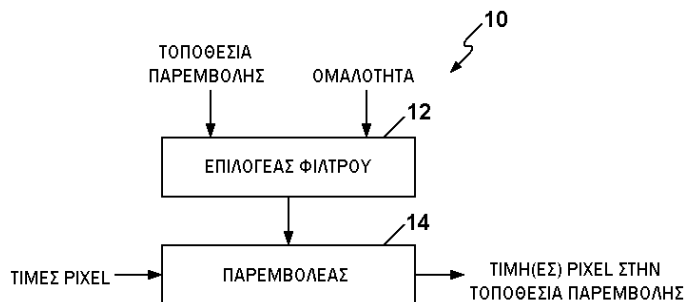 10
ΤΟΠΟΘΕΣΙΑ
ΠΑΡΕΜΒΟΛΗΣ
ΟΜΑΛΟΤΗΤΑ
12
ΕΠΙΛΟΓΕΑΣ ΦΙΛΤΡΟΥ
14
ΤΙΜΕΣ PIXEL
ΠΑΡΕΜΒΟΛΕΑΣ
ΤΙΜΗ(ΕΣ) PIXEL ΣΤΗΝ
ΤΟΠΟΘΕΣΙΑ ΠΑΡΕΜΒΟΛΗΣ